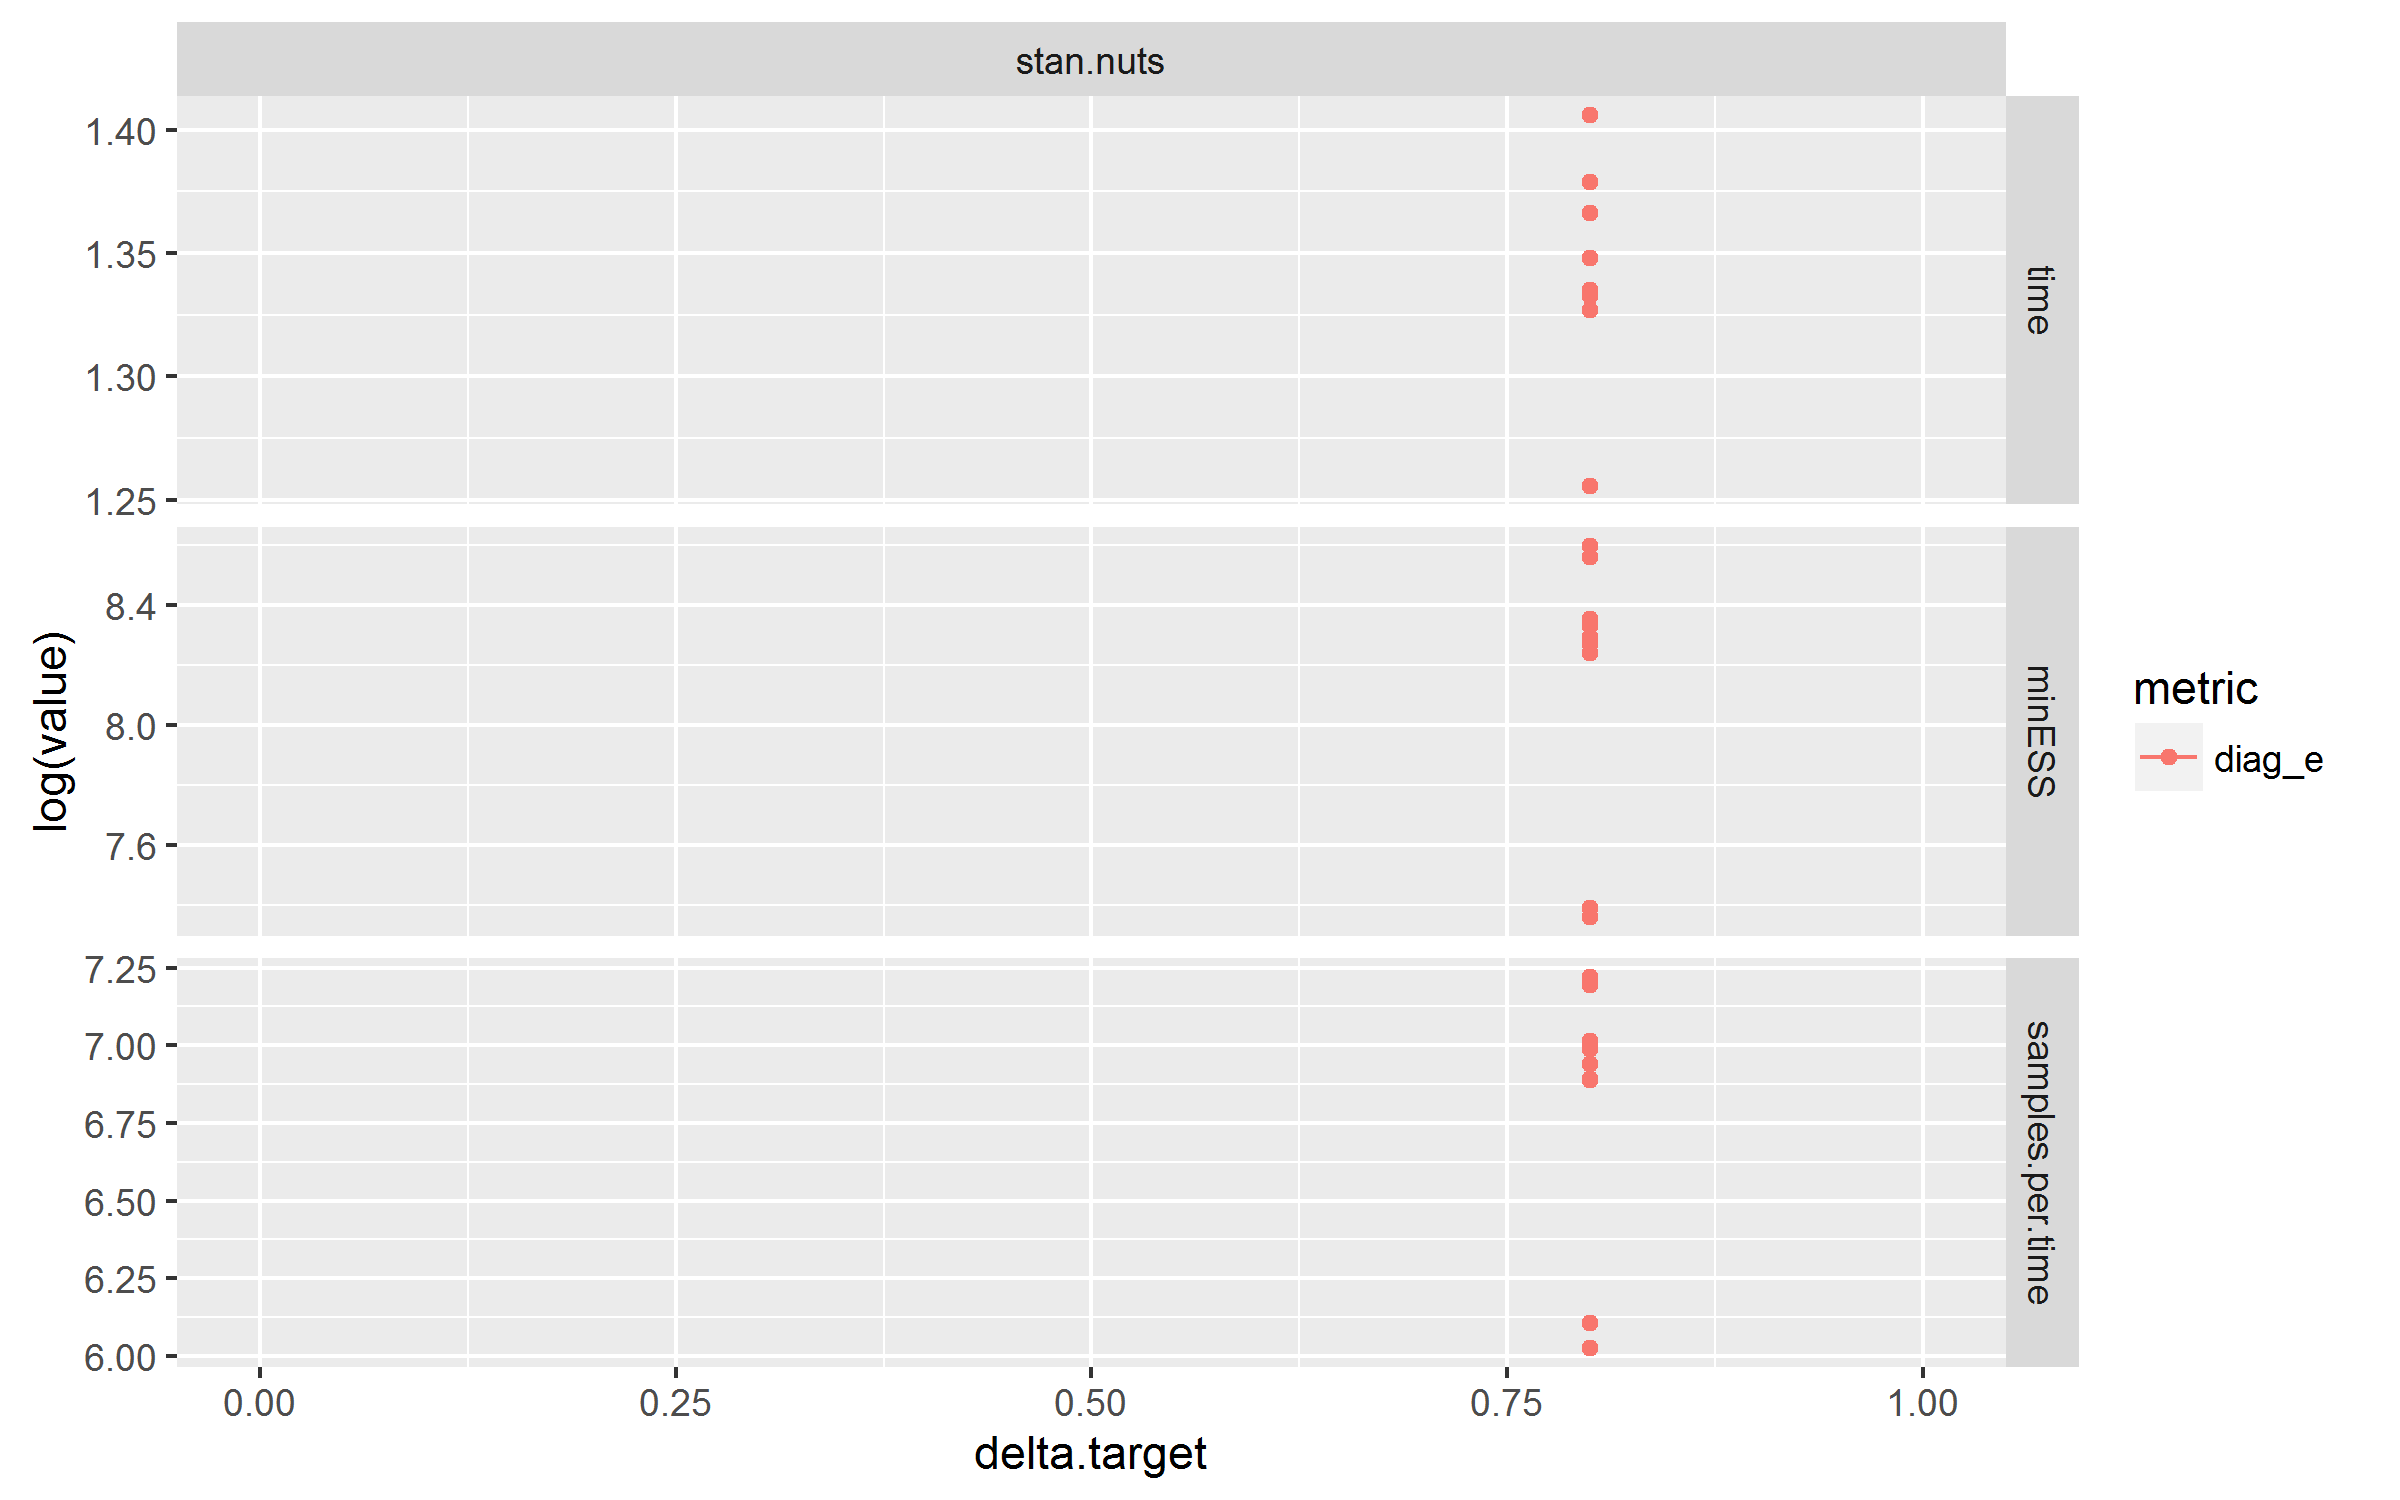 stan.nuts
1.40
1.35
1.30
1.25
time
8.4
8.0
7.6
minESS
7.25
7.00
6.75
6.50
6.25
6.00
samples.per.time
log(value)
0.00 0.25 0.50 0.75 1.00
delta.target
metric
diag_e